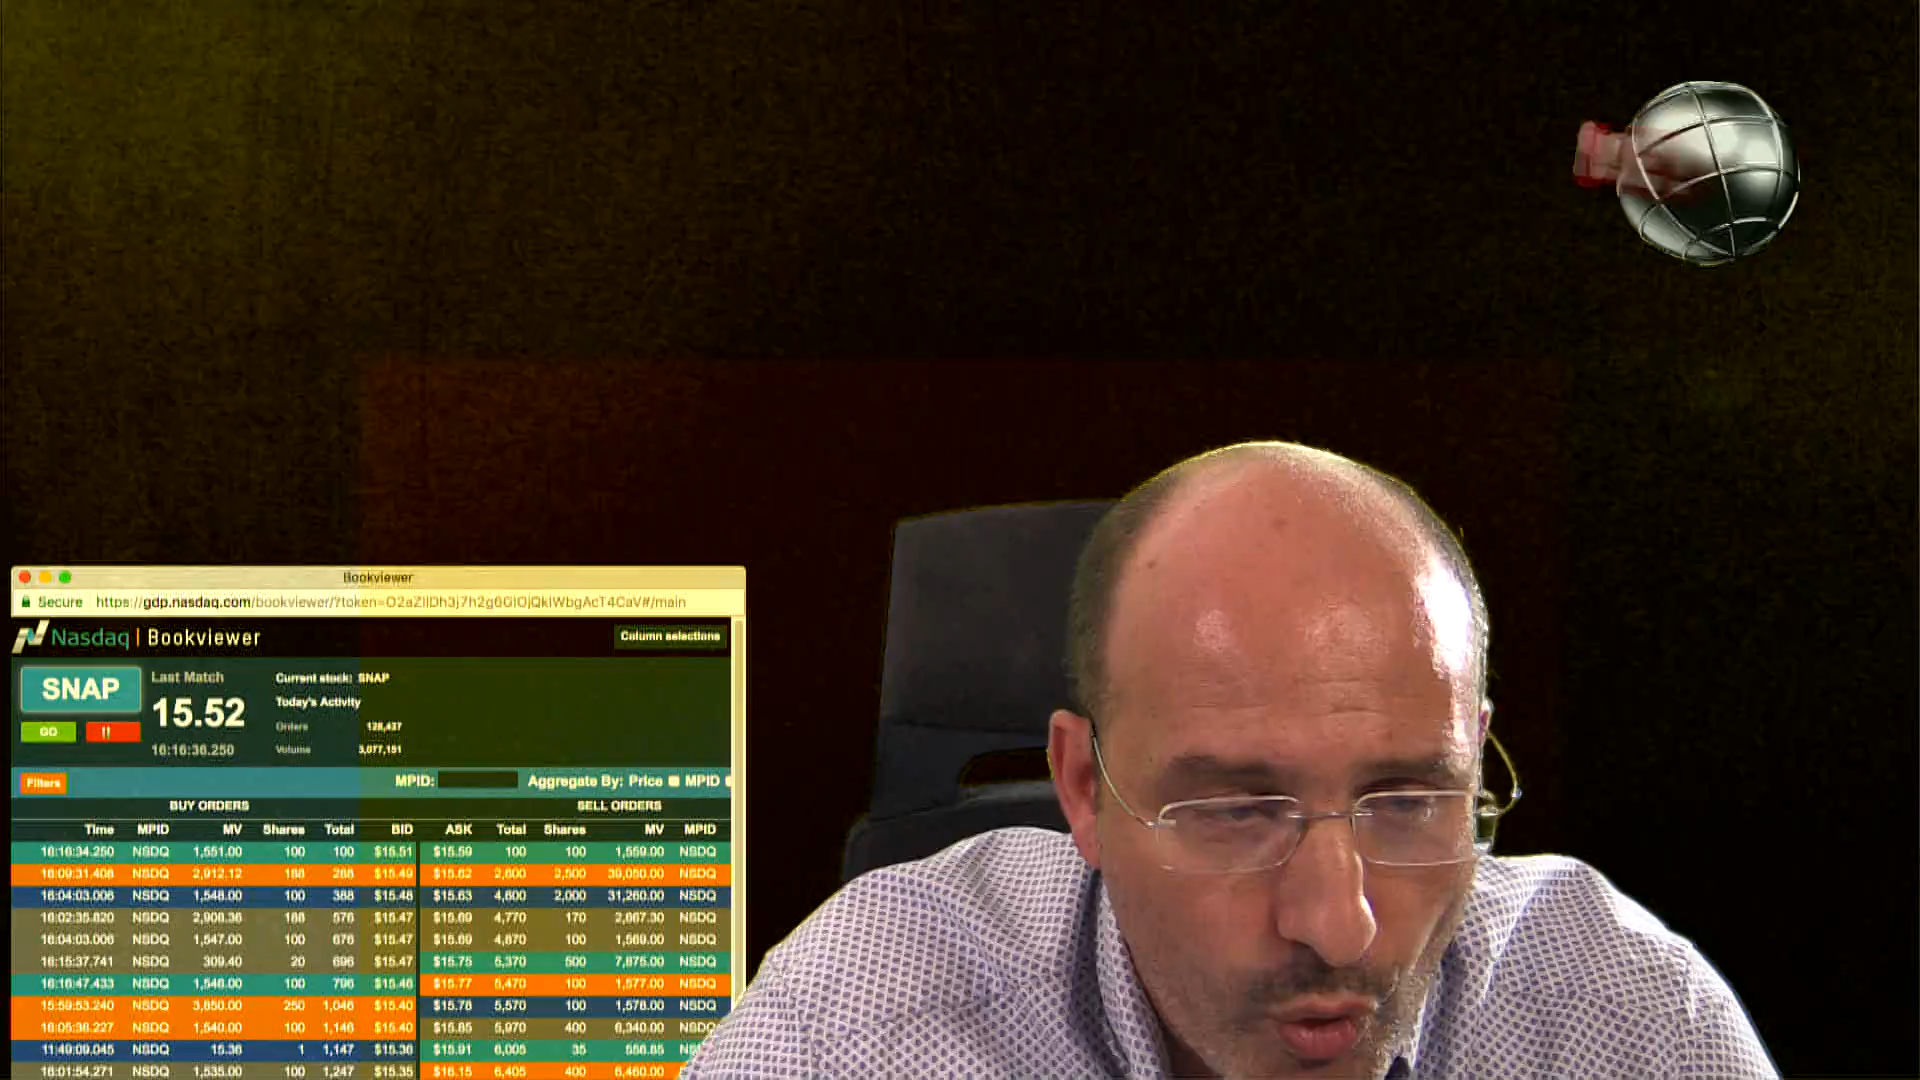 Bookviewer
Secure https://gdp.nasdaq.com/bookviewer/?token=
Nasdaq | Bookviewer Column selections
SNAP Last Match Current stock: SNAP
15.52 Today's Activity
GO !! Orders 128,437
16:16:36.250 Volume 3,077,151
Filters MPID: Aggregate By: Price MPID
BUY ORDERS SELL ORDERS
Time MPID MV Shares Total BID ASK Total Shares MV MPID
16:16:34.250 NSDQ 1,551.00 100 100 $15.51 $15.59 100 100 1,559.00 NSDQ
16:09:31.406 NSDQ 2,912.12 188 288 $15.49 $15.62 2,600 2,500 39,050.00 NSDQ
16:04:03.006 NSDQ 1,548.00 100 388 $15.48 $15.63 4,600 2,000 31,260.00 NSDQ
16:02:35.820 NSDQ 2,908.36 188 576 $15.47 $15.69 4,770 170 2,667.30 NSDQ
16:04:03.006 NSDQ 1,547.00 100 676 $15.47 $15.69 4,870 100 1,569.00 NSDQ
16:15:37.741 NSDQ 309.40 20 696 $15.47 $15.75 5,370 500 7,875.00 NSDQ
16:16:47.433 NSDQ 1,546.00 100 796 $15.46 $15.77 5,470 100 1,577.00 NSDQ
15:59:53.240 NSDQ 3,850.00 250 1,046 $15.40 $15.78 5,570 100 1,578.00 NSDQ
16:05:36.227 NSDQ 1,540.00 100 1,146 $15.40 $15.85 5,970 400 6,340.00 NSDQ
11:49:09.045 NSDQ 15.36 1 1,147 $15.36 $15.91 6,005 35 556.85
16:01:54.271 NSDQ 1,535.00 100 1,247 $15.35 $16.15 6,405 400 6,460.00